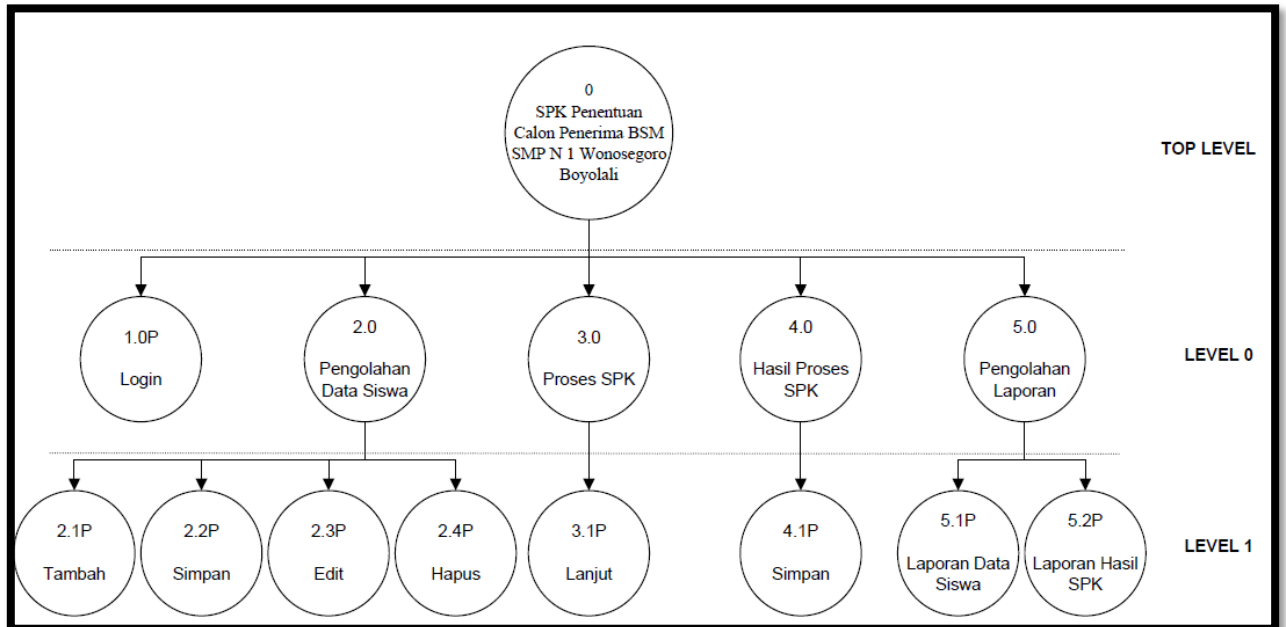 0
SPK Penentuan
Calon Penerima BSM
SMP N 1 Wonosegoro
Boyolali
TOP LEVEL
1.0P
Login
2.0
Pengolahan
Data Siswa
3.0
Proses SPK
4.0
Hasil Proses
SPK
5.0
Pengolahan
Laporan
LEVEL 0
2.1P
Tambah
2.2P
Simpan
2.3P
Edit
2.4P
Hapus
3.1P
Lanjut
4.1P
Simpan
5.1P
Laporan Data
Siswa
5.2P
Laporan Hasil
SPK
LEVEL 1